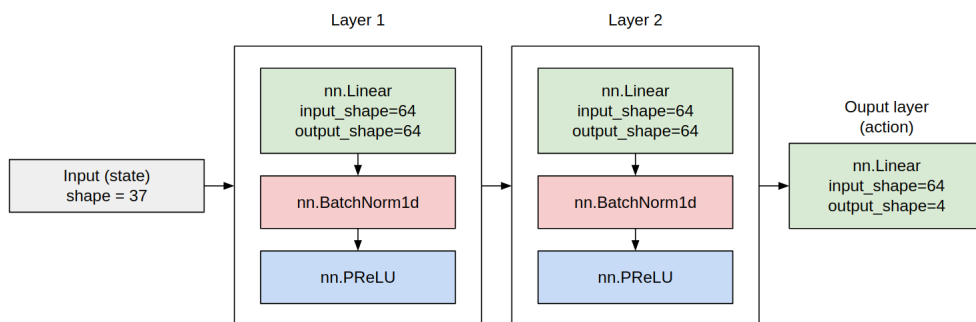 Layer 1
Layer 2
nn.Linear
input_shape=64
output_shape=64
nn.BatchNorm1d
nn.PReLU
nn.Linear
input_shape=64
output_shape=64
nn.BatchNorm1d
nn.PReLU
Input (state)
shape = 37
Ouput layer
(action)
nn.Linear
input_shape=64
output_shape=4